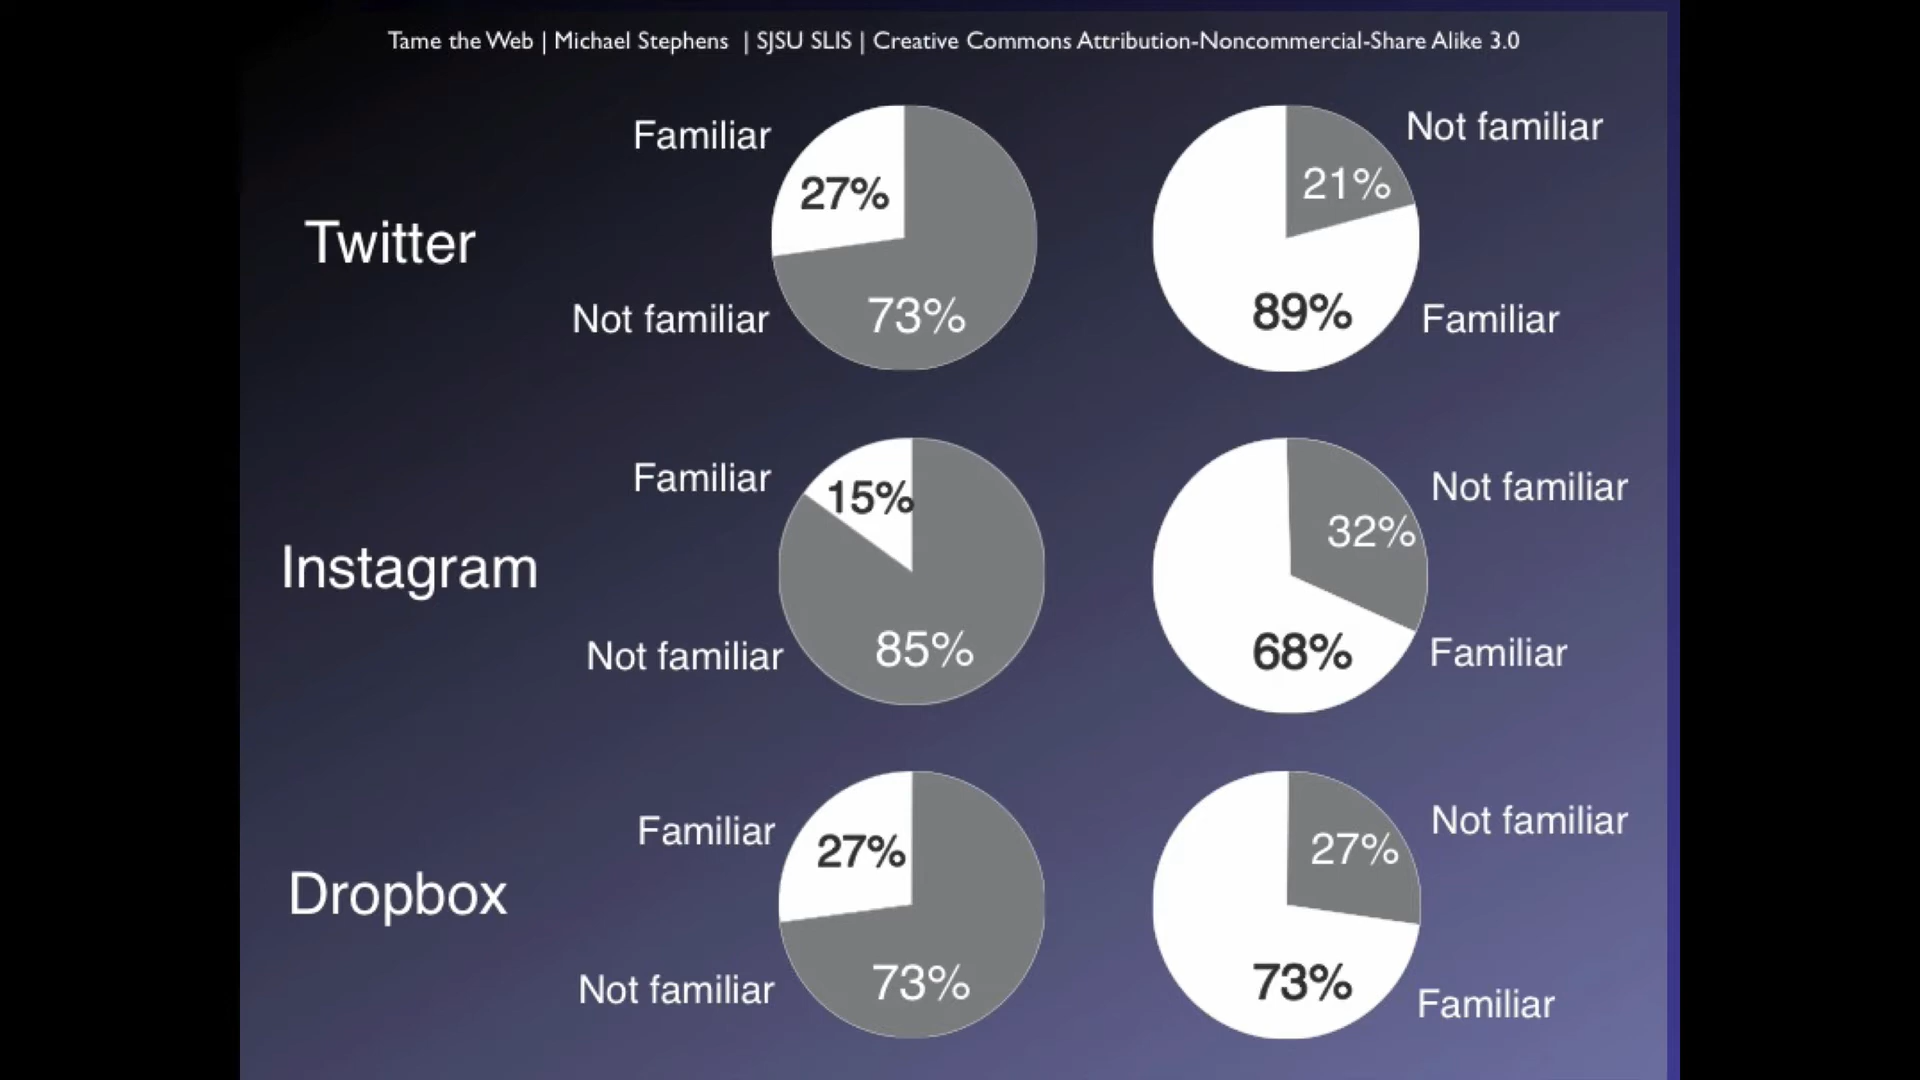 Tame the Web | Michael Stephens | SJSU SLIS | Creative Commons Attribution-Noncommercial-Share Alike 3.0
Twitter
Familiar
27%
Not familiar
73%
Not familiar
21%
Familiar
89%
Instagram
Familiar
15%
Not familiar
85%
Not familiar
32%
Familiar
68%
Dropbox
Familiar
27%
Not familiar
73%
Not familiar
27%
Familiar
73%